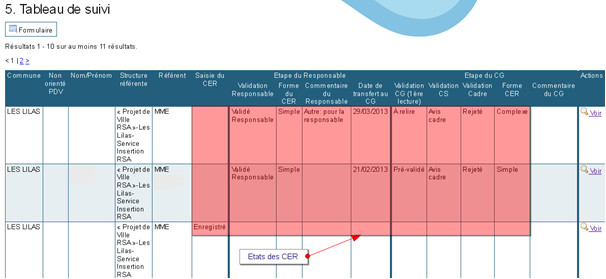 5. Tableau de suivi
Formulaire
Résultats 1 - 10 sur au moins 11 résultats.
< 1 | 2 >
Commune Non orienté PDV Nom/Prénom Structure référente Référent Saisie du CER Etape du Responsable Etape du CG Actions
Validation Responsable Forme du CER Commentaire du Responsable Date de transfert au CG Validation CG (1ère lecture) Validation CS Validation Cadre Forme CER Commentaire du CG
LES LILAS « Projet de Ville RSA »-Les Lilas-Service Insertion RSA MME Validé Responsable Simple Autre: pour la responsable 29/03/2013 A relire Avis cadre Rejeté Complexe Voir
LES LILAS « Projet de Ville RSA »-Les Lilas-Service Insertion RSA MME Validé Responsable Simple 21/02/2013 Pré-validé Avis cadre Rejeté Simple Voir
LES LILAS « Projet de Ville RSA »-Les Lilas-Service Insertion RSA MME Enregistré Voir
Etats des CER